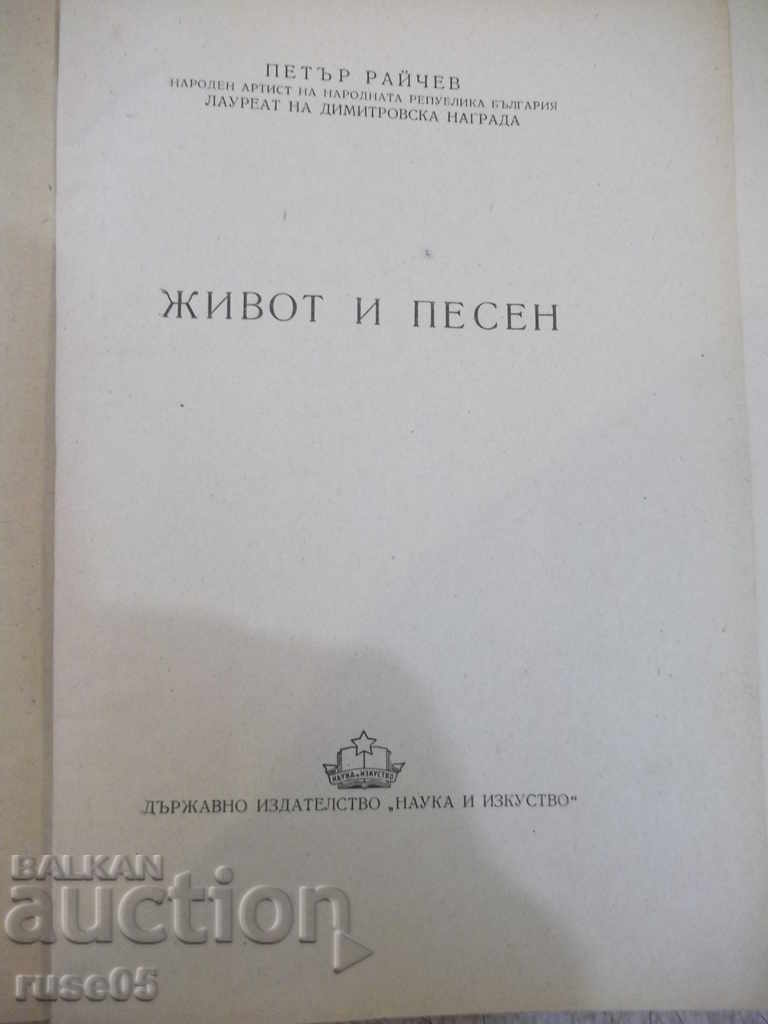 ПЕТЪР РАЙЧЕВ
НАРОДЕН АРТИСТ НА НАРОДНАТА РЕПУБЛИКА БЪЛГАРИЯ
ЛАУРЕАТ НА ДИМИТРОВСКА НАГРАДА
ЖИВОТ И ПЕСЕН
НАУКА И ИЗКУСТВО
ДЪРЖАВНО ИЗДАТЕЛСТВО „НАУКА И ИЗКУСТВО“
BALKAN
auction
ruse05